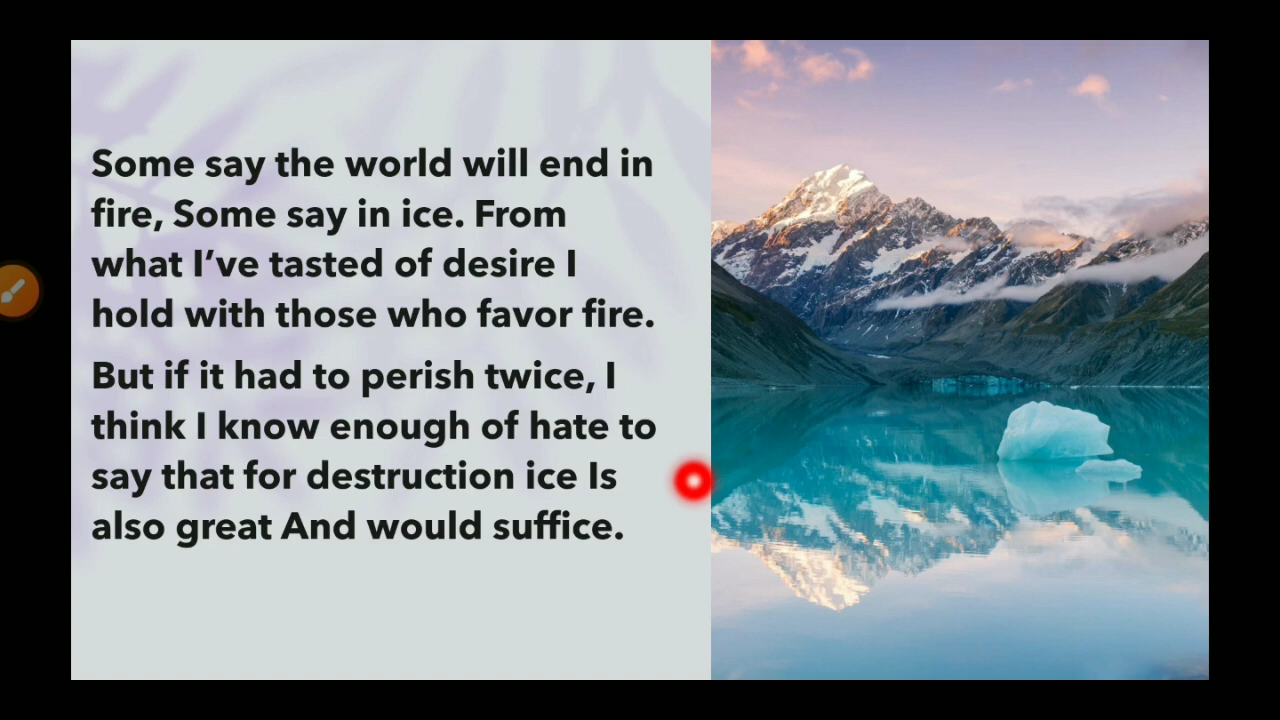 Some say the world will end in
fire, Some say in ice. From
what I’ve tasted of desire I
hold with those who favor fire.
But if it had to perish twice, I
think I know enough of hate to
say that for destruction ice Is
also great And would suffice.